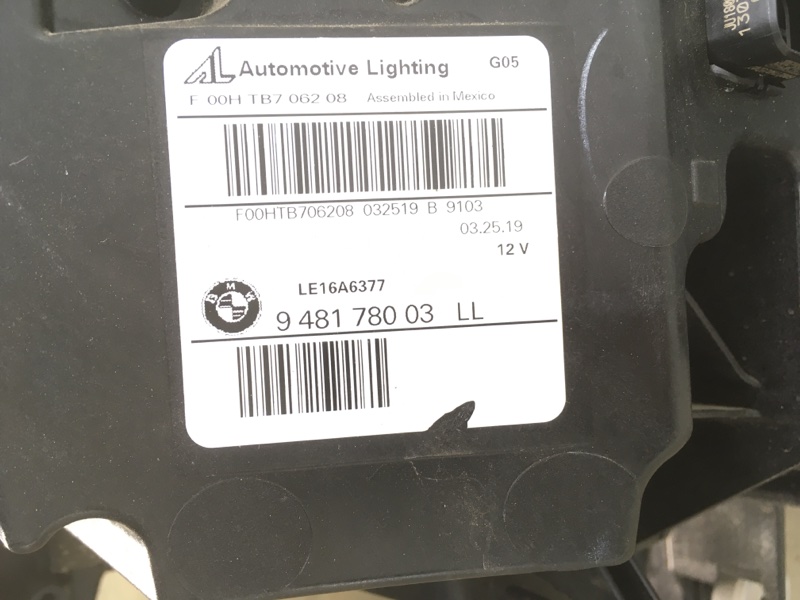 AL Automotive Lighting G05
F 00H TB7 062 08 Assembled in Mexico
F00HTB706208 032519 B 9103
03.25.19
12 V
LE16A6377
BMW
9 481 780 03 LL